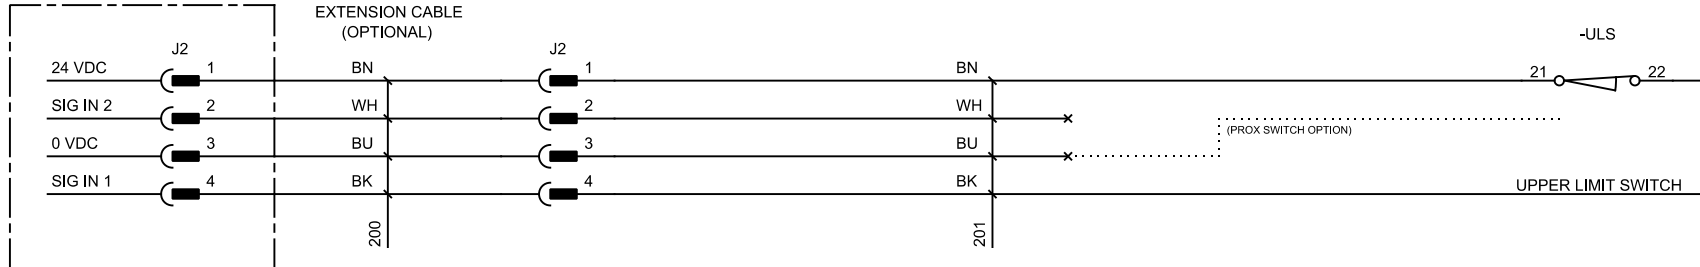 EXTENSION CABLE
(OPTIONAL)
-ULS
J2
J2
24 VDC 1 BN 1 BN 21 22
SIG IN 2 2 WH 2 WH
(PROX SWITCH OPTION)
0 VDC 3 BU 3 BU
SIG IN 1 4 BK 4 BK UPPER LIMIT SWITCH
200
201